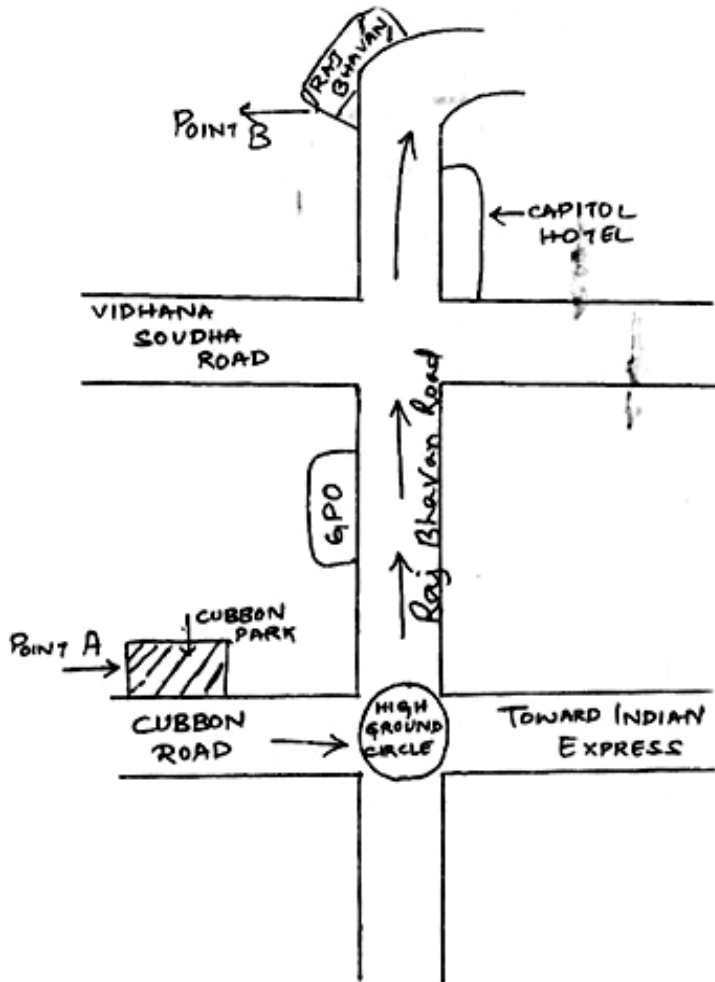 RAJ
BHAVAN
POINT B
CAPITOL
HOTEL
VIDHANA
SOUDHA
ROAD
Raj Bhavan Road
GPO
CUBBON
PARK
POINT A
CUBBON
ROAD
HIGH
GROUND
CIRCLE
TOWARD INDIAN
EXPRESS